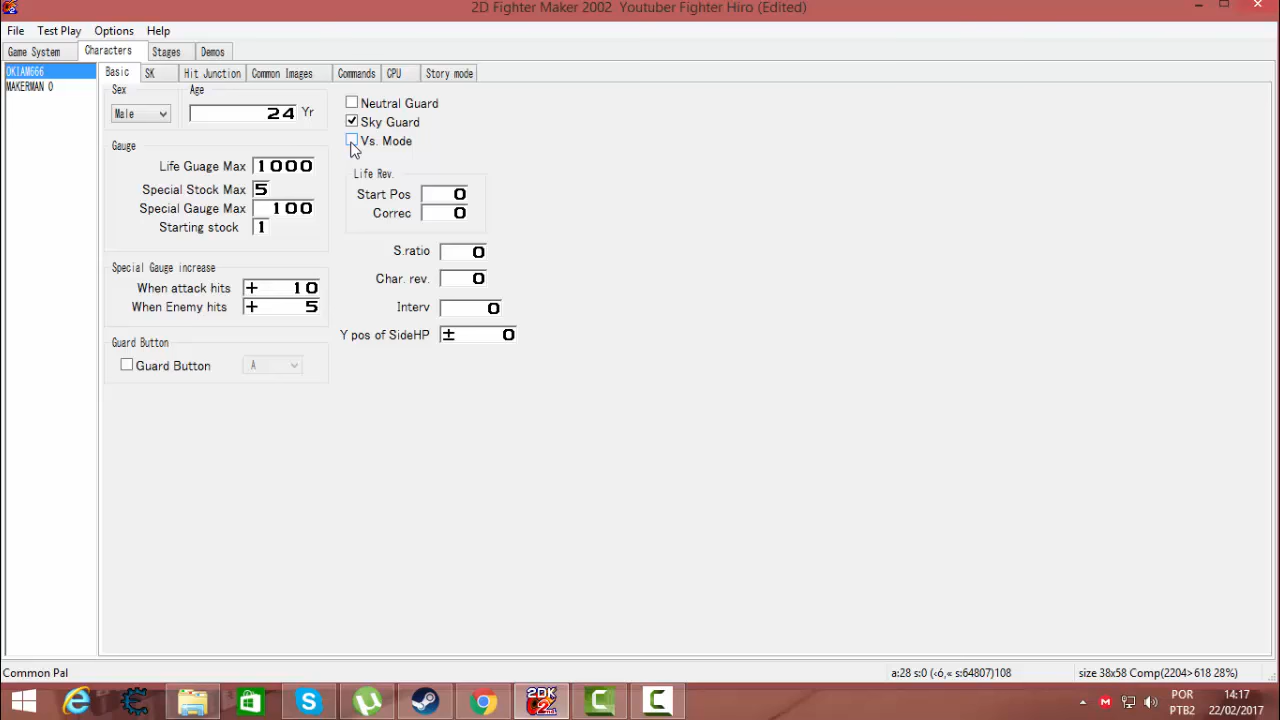 2D Fighter Maker 2002 Youtuber Fighter Hiro (Edited)
File Test Play Options Help
Game System Characters Stages Demos
OKIAM666
MAKERMAN 0
Basic SK Hit Junction Common Images Commands CPU Story mode
Sex Age
Male 24 Yr
Neutral Guard
Sky Guard
Vs. Mode
Gauge
Life Guage Max 1000
Special Stock Max 5
Special Gauge Max 100
Starting stock 1
Life Rev.
Start Pos 0
Correc 0
S.ratio 0
Char. rev. 0
Interv 0
Y pos of SideHP ± 0
Special Gauge increase
When attack hits + 10
When Enemy hits + 5
Guard Button
Guard Button A
Common Pal
a:28 s:0 (‹ó,« s:64807)108
size 38x58 Comp(2204>618 28%)
2DK
2nd
POR
PTB2
14:17
22/02/2017